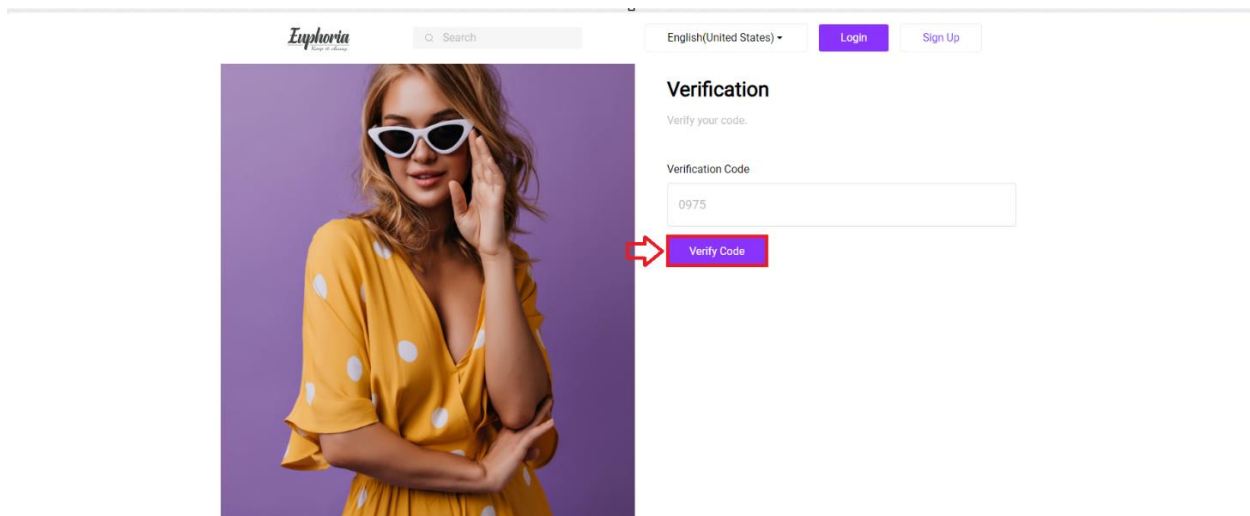 Euphoria
Search
English(United States)
Login
Sign Up
Verification
Verify your code.
Verification Code
0975
Verify Code